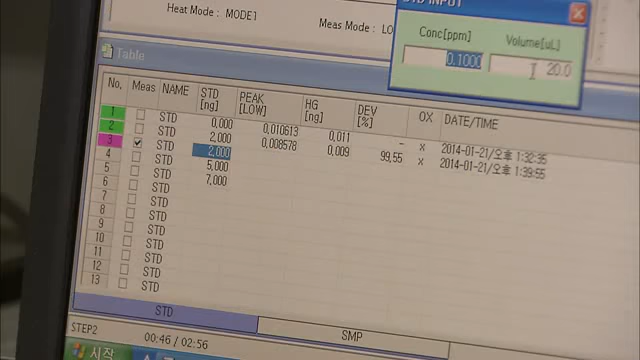 Heat Mode : MODE1
Meas Mode : LO
STD INPUT
Conc[ppm] Volume[uL]
0.1000 20.0
Table
No, Meas NAME STD [ng] PEAK [LOW] HG [ng] DEV [%] OX DATE/TIME
1 STD 0,000 0,010613 0,011 - x 2014-01-21/오후 1:32:35
2 STD 2,000 0,008578 0,009 99,55 x 2014-01-21/오후 1:39:55
3 STD 2,000
4 STD 5,000
5 STD 7,000
6 STD
7 STD
8 STD
9 STD
10 STD
11 STD
12 STD
13 STD
STD SMP
STEP2 00:46 / 02:56
시작